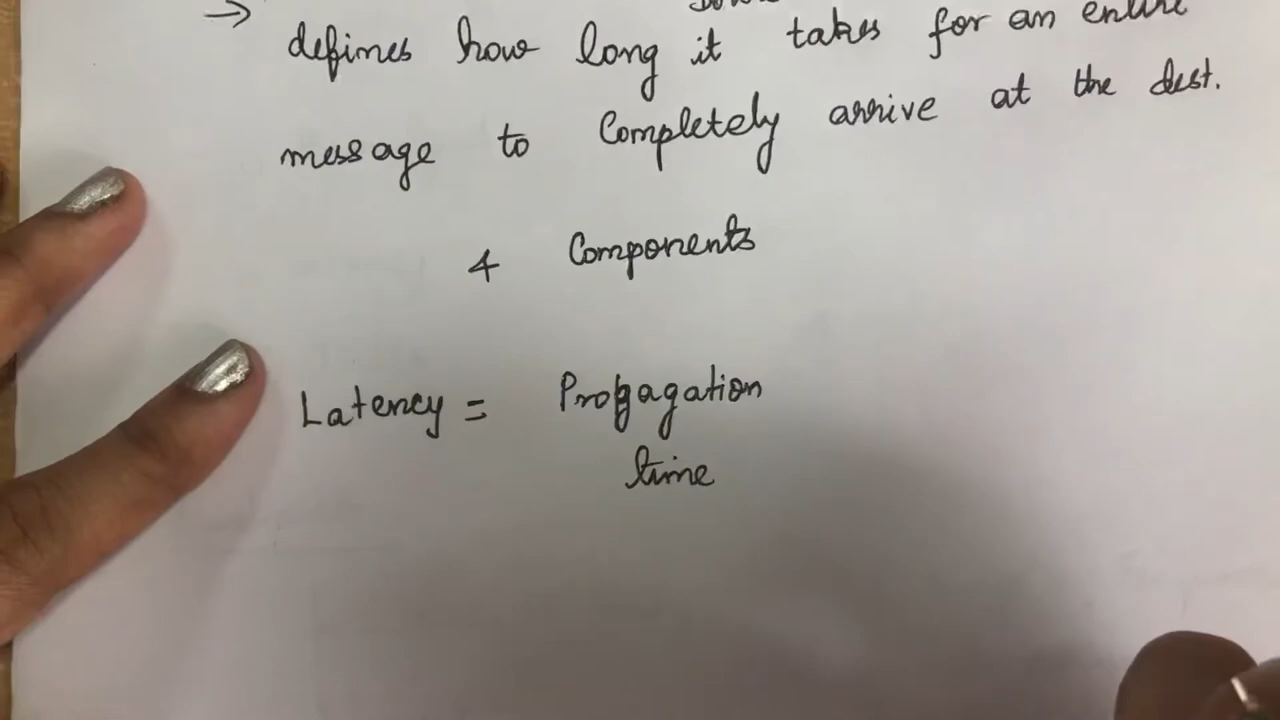 →
defines how long it takes for an entire
message to Completely arrive at the dest.
4 Components
Latency = Propagation
time